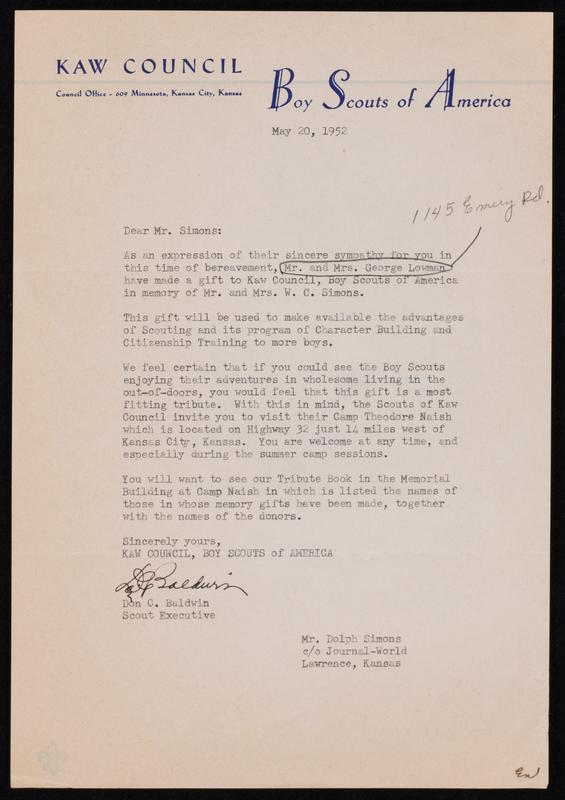 KAW COUNCIL
Council Office - 609 Minnesota, Kansas City, Kansas
Boy Scouts of America
May 20, 1952
1145 Emery Rd.
Dear Mr. Simons:
As an expression of their sincere sympathy for you in
this time of bereavement, Mr. and Mrs. George Lowman
have made a gift to Kaw Council, Boy Scouts of America
in memory of Mr. and Mrs. W. C. Simons.
This gift will be used to make available the advantages
of Scouting and its program of Character Building and
Citizenship Training to more boys.
We feel certain that if you could see the Boy Scouts
enjoying their adventures in wholesome living in the
out-of-doors, you would feel that this gift is a most
fitting tribute. With this in mind, the Scouts of Kaw
Council invite you to visit their Camp Theodore Naish
which is located on Highway 32 just 14 miles west of
Kansas City, Kansas. You are welcome at any time, and
especially during the summer camp sessions.
You will want to see our Tribute Book in the Memorial
Building at Camp Naish in which is listed the names of
those in whose memory gifts have been made, together
with the names of the donors.
Sincerely yours,
KAW COUNCIL, BOY SCOUTS of AMERICA
Baldwin
Don C. Baldwin
Scout Executive
Mr. Dolph Simons
c/o Journal-World
Lawrence, Kansas